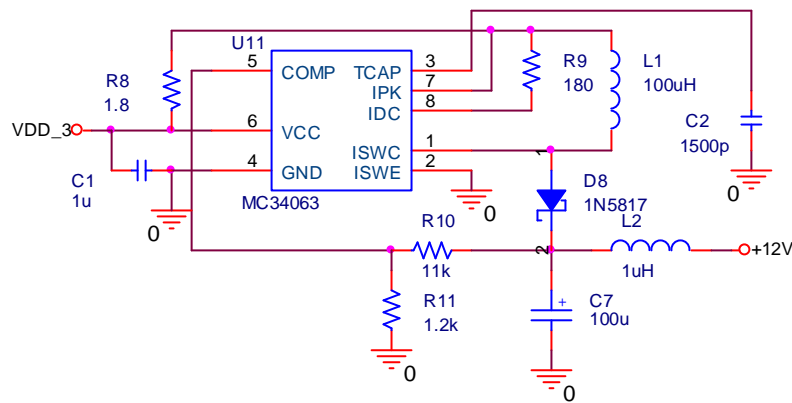 U11
5 COMP TCAP 3
IPK 7
IDC 8
6 VCC
ISWC 1
4 GND ISWE 2
MC34063
R8
1.8
VDD_3
C1
1u
0
R9
180
L1
100uH
C2
1500p
0
0
1
D8
1N5817
2
L2
1uH
+12V
R10
11k
R11
1.2k
0
+
C7
100u
0